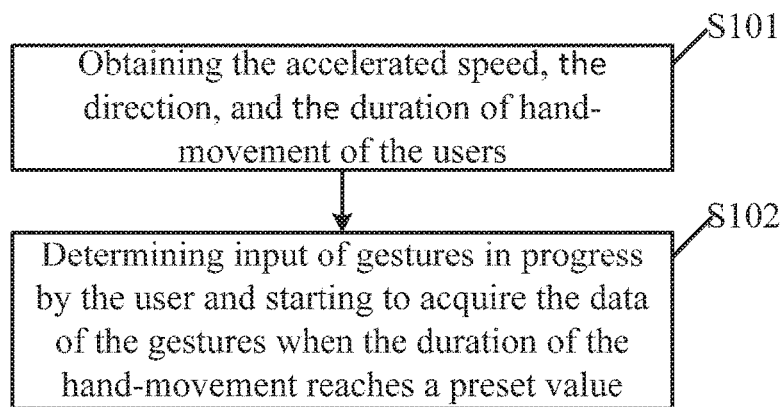 S101
Obtaining the accelerated speed, the
direction, and the duration of hand-
movement of the users
S102
Determining input of gestures in progress
by the user and starting to acquire the data
of the gestures when the duration of the
hand-movement reaches a preset value